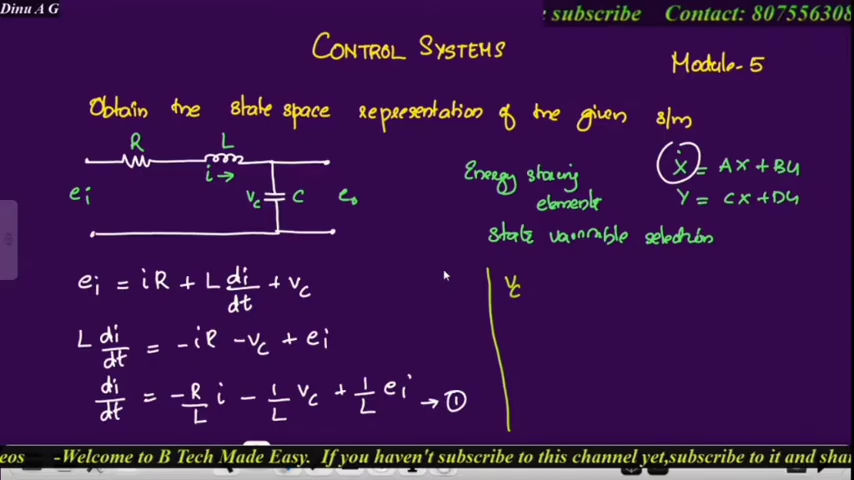 Dinu A G
e subscribe Contact: 807556308
CONTROL SYSTEMS
Module-5
Obtain the state space representation of the given s/m
R
L
i →
ei
vc
C
eo
Energy storing
elements
Ẋ = AX + BU
Y = CX + DU
State variable selection
ei = iR + L di/dt + vc
L di/dt = -iR - vc + ei
di/dt = -R/L i - 1/L vc + 1/L ei → ①
vc
eos -Welcome to B Tech Made Easy. If you haven't subscribe to this channel yet,subscribe to it and shar